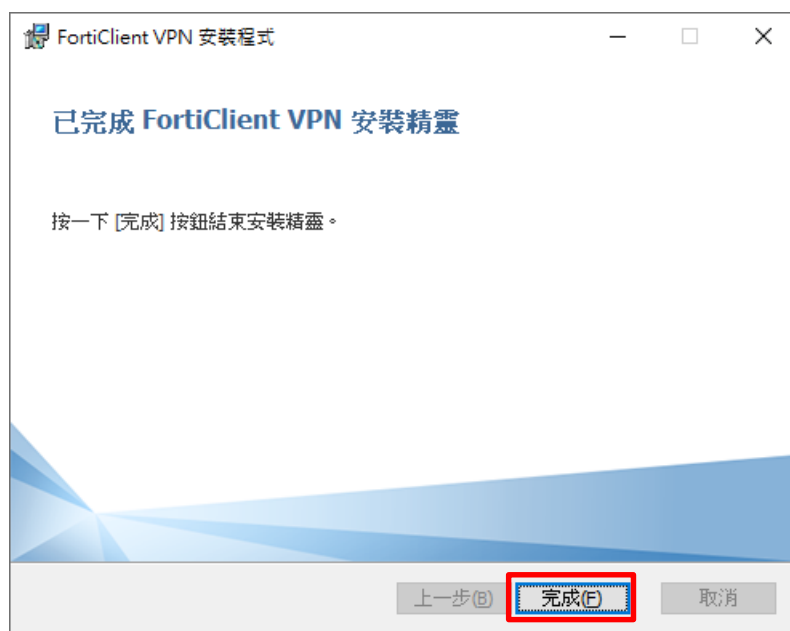 FortiClient VPN 安裝程式
已完成 FortiClient VPN 安裝精靈
按一下 [完成] 按鈕結束安裝精靈。
上一步(B) 完成(F) 取消